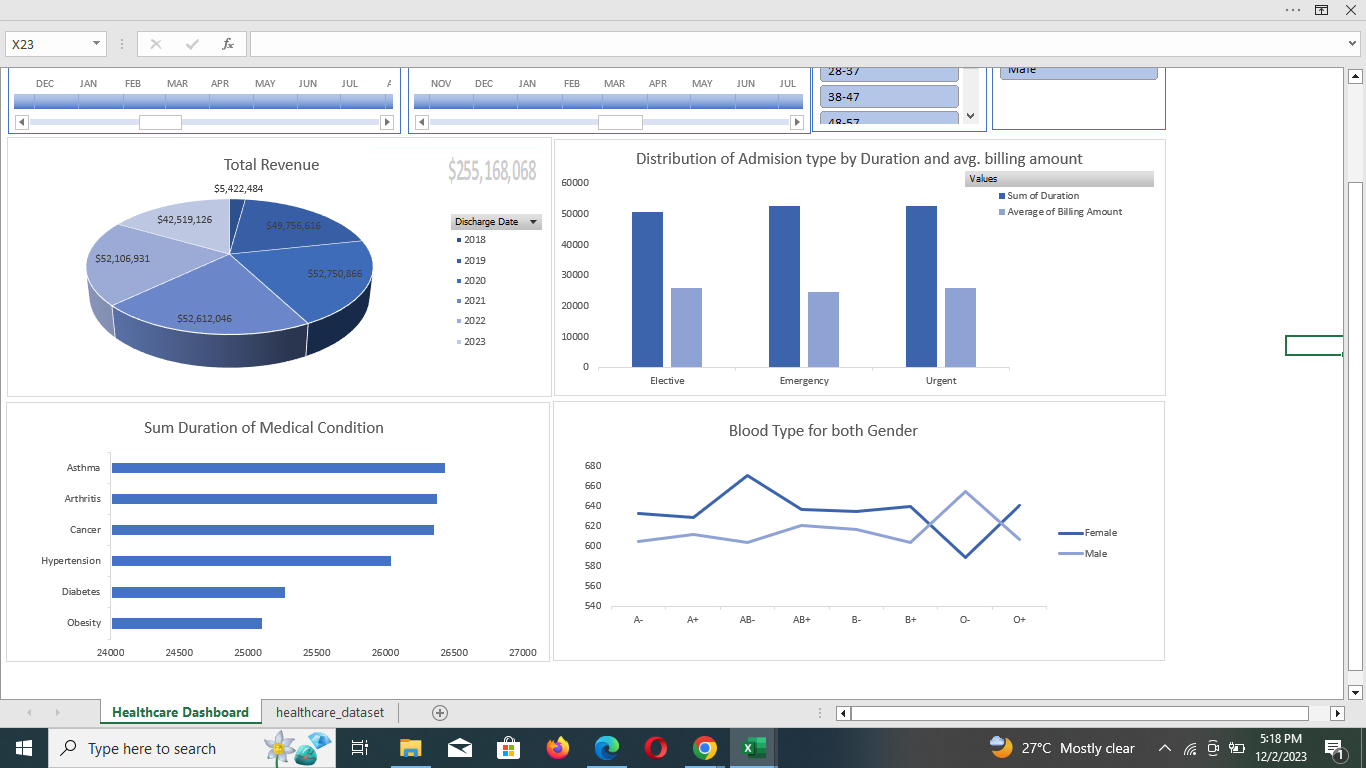 X23
fx
DEC JAN FEB MAR APR MAY JUN JUL
NOV DEC JAN FEB MAR APR MAY JUN JUL
28-37
38-47
48-57
Male
Total Revenue
$255,168,068
$5,422,484
$49,756,616
$52,750,866
$52,612,046
$52,106,931
$42,519,126
Discharge Date
2018
2019
2020
2021
2022
2023
Distribution of Admision type by Duration and avg. billing amount
Values
Sum of Duration
Average of Billing Amount
60000
50000
40000
30000
20000
10000
0
Elective Emergency Urgent
Sum Duration of Medical Condition
Asthma
Arthritis
Cancer
Hypertension
Diabetes
Obesity
24000 24500 25000 25500 26000 26500 27000
Blood Type for both Gender
680
660
640
620
600
580
560
540
A- A+ AB- AB+ B- B+ O- O+
Female
Male
Healthcare Dashboard healthcare_dataset
Type here to search
27°C Mostly clear
5:18 PM
12/2/2023
1